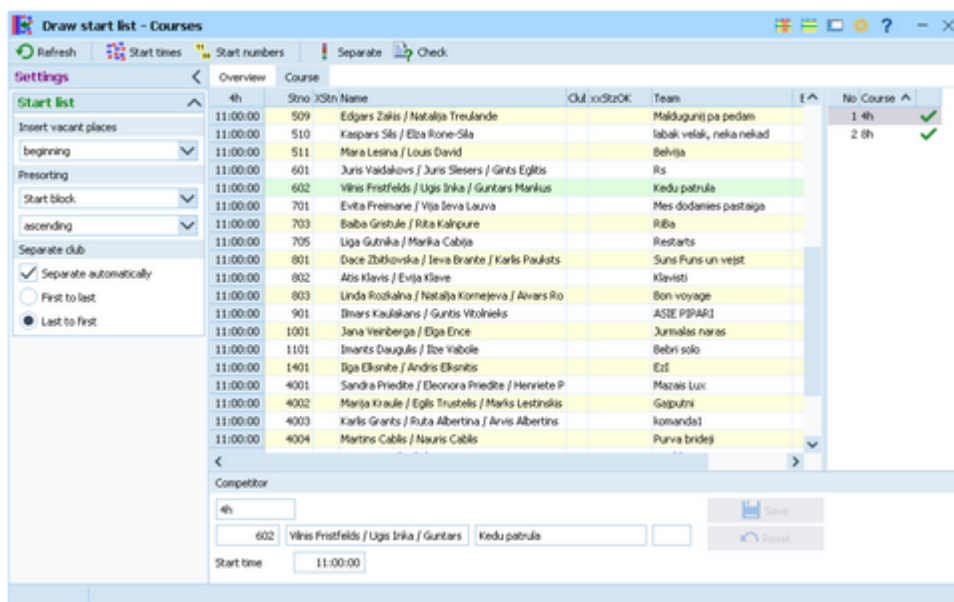 Draw start list - Courses
Refresh Start times Start numbers Separate Check
Settings
Start list
Insert vacant places
beginning
Presorting
Start block
ascending
Separate club
Separate automatically
First to last
Last to first
Overview Course
4h Stno XStn Name Club xxStzOK Team
11:00:00 509 Edgars Zakis / Natalija Treulande Maldugunij pa pedam
11:00:00 510 Kaspars Sils / Elza Rone-Sila labak velak, neka nekad
11:00:00 511 Mara Lesina / Louis David Belvija
11:00:00 601 Juris Vaidakovs / Juris Slesers / Gints Eglitis Rs
11:00:00 602 Vilnis Fristfelds / Ugis Inka / Guntars Mankus Kedu patrula
11:00:00 701 Evita Freimane / Vija Ieva Lauva Mes dodamies pastaiga
11:00:00 703 Baiba Gristule / Rita Kalnpure RiBa
11:00:00 705 Liga Gutnika / Marika Cabija Restarts
11:00:00 801 Dace Zbitkovska / Ieva Brante / Karlis Pauksts Suns Funs un vejst
11:00:00 802 Atis Klavis / Evija Klave Klavisti
11:00:00 803 Linda Rozkalna / Natalja Kornejeva / Aivars Ro Bon voyage
11:00:00 901 Ilmars Kaulakans / Guntis Vitolnieks ASIE PIPARI
11:00:00 1001 Jana Veinberga / Elga Ence Jurmalas naras
11:00:00 1101 Imants Daugulis / Ilze Vabole Bebri solo
11:00:00 1401 Ilga Elksnite / Andris Elksnitis EzI
11:00:00 4001 Sandra Priedite / Eleonora Priedite / Henriete P Mazais Lux
11:00:00 4002 Marija Kraule / Egils Trustelis / Marks Lestinskis Gajputni
11:00:00 4003 Karlis Grants / Ruta Albertina / Arvis Albertins komanda1
11:00:00 4004 Martins Cablis / Nauris Cablis Purva brideji
No Course
1 4h
2 8h
Competitor
4h
602 Vilnis Fristfelds / Ugis Inka / Guntars Kedu patrula
Start time 11:00:00
Save
Reset